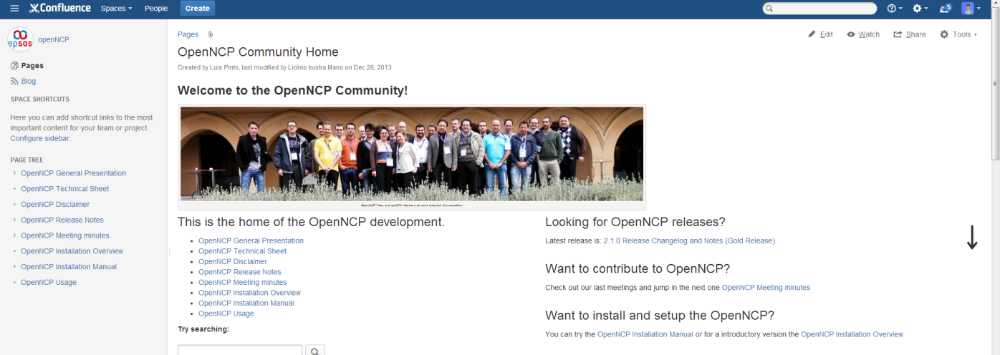 Confluence Spaces People Create 5
epsos openNCP
Pages
Blog
SPACE SHORTCUTS
Here you can add shortcut links to the most
important content for your team or project.
Configure sidebar.
PAGE TREE
OpenNCP General Presentation
OpenNCP Technical Sheet
OpenNCP Disclaimer
OpenNCP Release Notes
OpenNCP Meeting minutes
OpenNCP Installation Overview
OpenNCP Installation Manual
OpenNCP Usage
Pages Edit Watch Share Tools
OpenNCP Community Home
Created by Luis Pinto, last modified by Licínio kustra Mano on Dec 26, 2013
Welcome to the OpenNCP Community!
This is the home of the OpenNCP development.
OpenNCP General Presentation
OpenNCP Technical Sheet
OpenNCP Disclaimer
OpenNCP Release Notes
OpenNCP Meeting minutes
OpenNCP Installation Overview
OpenNCP Installation Manual
OpenNCP Usage
Try searching:
Looking for OpenNCP releases?
Latest release is: 2.1.0 Release Changelog and Notes (Gold Release)
Want to contribute to OpenNCP?
Check out our last meetings and jump in the next one OpenNCP Meeting minutes
Want to install and setup the OpenNCP?
You can try the OpenNCP Installation Manual or for a introductory version the OpenNCP Installation Overview